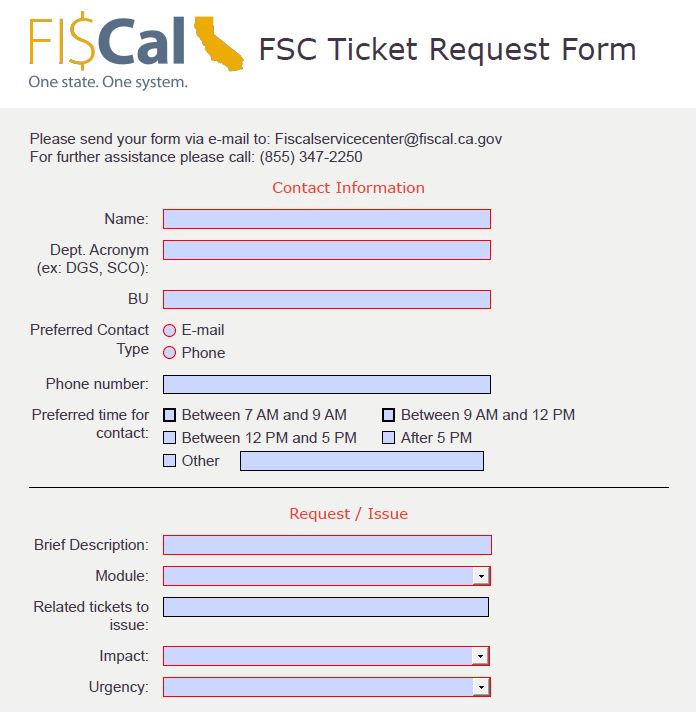 FI$Cal
One state. One system.
FSC Ticket Request Form
Please send your form via e-mail to: Fiscalservicecenter@fiscal.ca.gov
For further assistance please call: (855) 347-2250
Contact Information
Name:
Dept. Acronym
(ex: DGS, SCO):
BU
Preferred Contact
Type
E-mail
Phone
Phone number:
Preferred time for
contact:
Between 7 AM and 9 AM
Between 9 AM and 12 PM
Between 12 PM and 5 PM
After 5 PM
Other
Request / Issue
Brief Description:
Module:
Related tickets to
issue:
Impact:
Urgency: